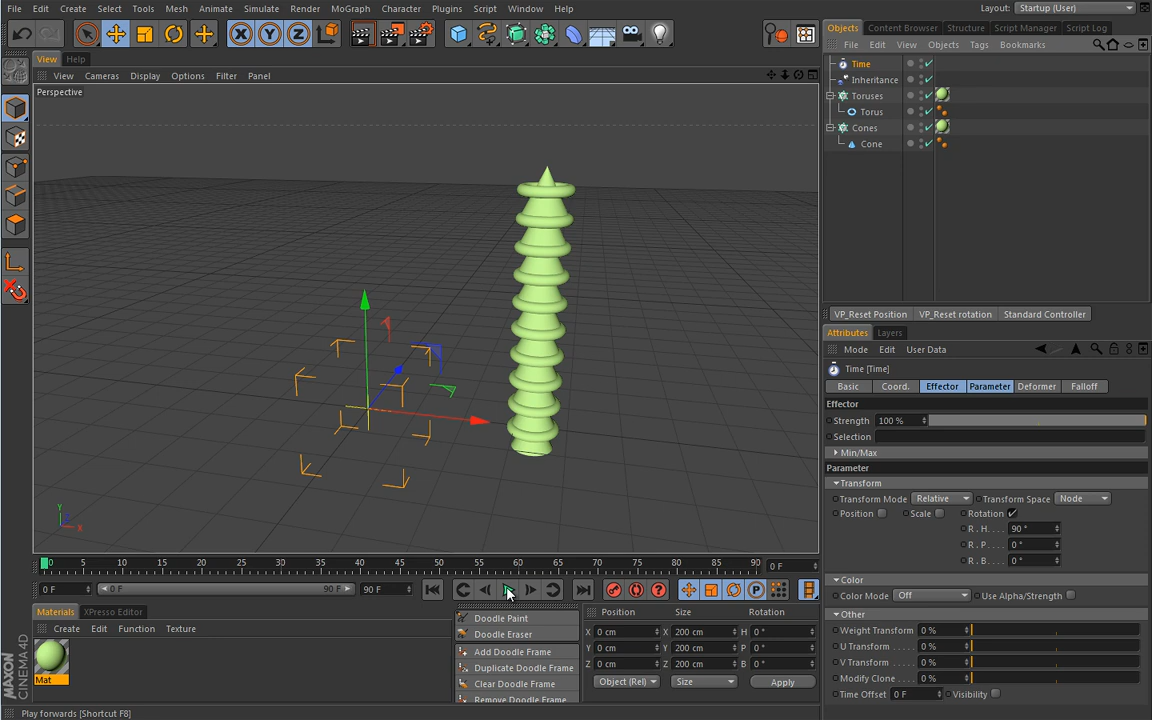 File Edit Create Select Tools Mesh Animate Simulate Render MoGraph Character Plugins Script Window Help Layout: Startup (User)
Objects Content Browser Structure Script Manager Script Log
View Help
File Edit View Objects Tags Bookmarks
View Cameras Display Options Filter Panel
Perspective
Time
Inheritance
Toruses
Torus
Cones
Cone
VP_Reset Position VP_Reset rotation Standard Controller
Attributes Layers
Mode Edit User Data
Time [Time]
Basic Coord. Effector Parameter Deformer Falloff
Effector
Strength 100 %
Selection
Min/Max
Parameter
Transform
Transform Mode Relative Transform Space Node
Position Scale Rotation
R . H. . . . . 90 °
R . P. . . . . 0 °
R . B. . . . . 0 °
Color
Color Mode Off Use Alpha/Strength
Other
Weight Transform 0 %
U Transform 0 %
V Transform 0 %
Modify Clone 0 %
Time Offset 0 F Visibility
Y X
0 5 10 15 20 25 30 35 40 45 50 55 60 65 70 75 80 85 90 0 F
0 F 0 F 90 F 90 F
Materials XPresso Editor
Create Edit Function Texture
Mat
Doodle Paint
Doodle Eraser
Add Doodle Frame
Duplicate Doodle Frame
Clear Doodle Frame
Remove Doodle Frame
Position Size Rotation
X 0 cm X 200 cm H 0 °
Y 0 cm Y 200 cm P 0 °
Z 0 cm Z 200 cm B 0 °
Object (Rel) Size Apply
MAXON
CINEMA 4D
Play forwards [Shortcut F8]